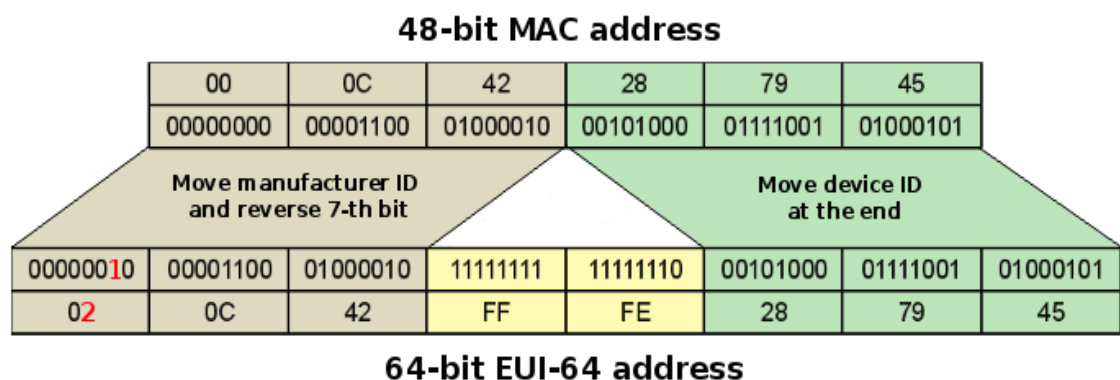 48-bit MAC address
00 0C 42 28 79 45
00000000 00001100 01000010 00101000 01111001 01000101
Move manufacturer ID
and reverse 7-th bit
Move device ID
at the end
00000010 00001100 01000010 11111111 11111110 00101000 01111001 01000101
02 0C 42 FF FE 28 79 45
64-bit EUI-64 address